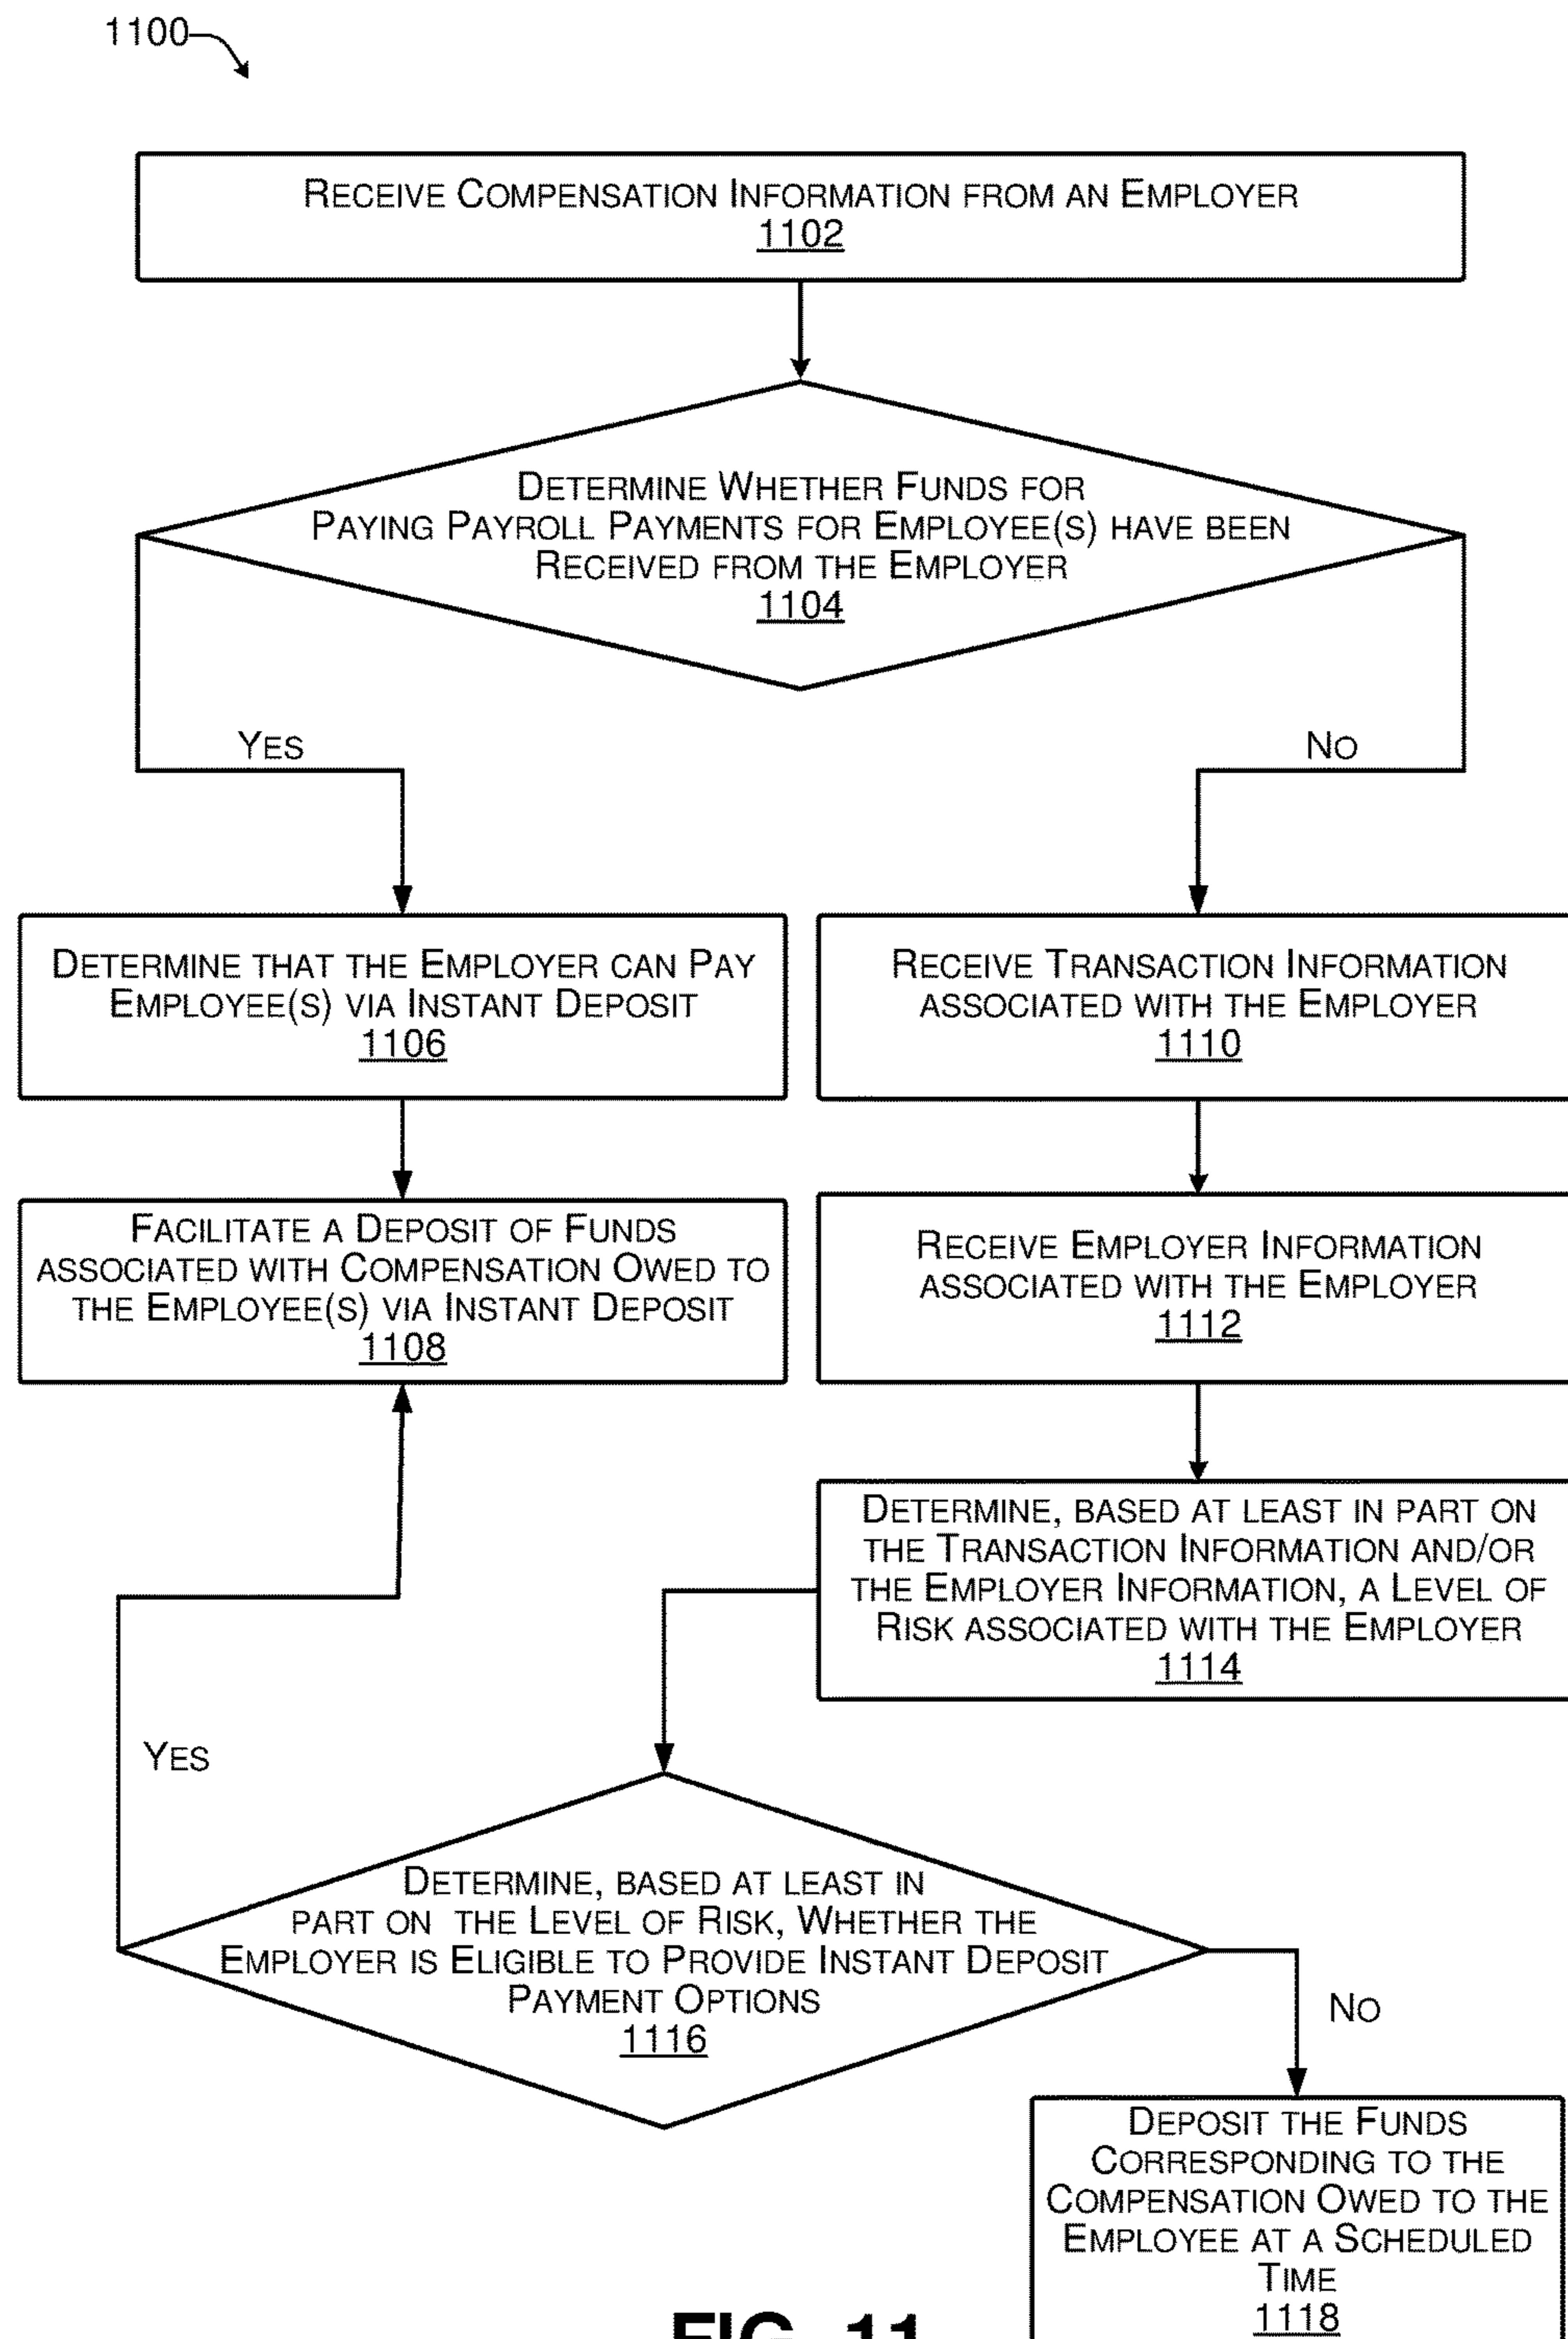 1100
RECEIVE COMPENSATION INFORMATION FROM AN EMPLOYER
1102
DETERMINE WHETHER FUNDS FOR
PAYING PAYROLL PAYMENTS FOR EMPLOYEE(S) HAVE BEEN
RECEIVED FROM THE EMPLOYER
1104
YES
NO
DETERMINE THAT THE EMPLOYER CAN PAY
EMPLOYEE(S) VIA INSTANT DEPOSIT
1106
RECEIVE TRANSACTION INFORMATION
ASSOCIATED WITH THE EMPLOYER
1110
FACILITATE A DEPOSIT OF FUNDS
ASSOCIATED WITH COMPENSATION OWED TO
THE EMPLOYEE(S) VIA INSTANT DEPOSIT
1108
RECEIVE EMPLOYER INFORMATION
ASSOCIATED WITH THE EMPLOYER
1112
DETERMINE, BASED AT LEAST IN PART ON
THE TRANSACTION INFORMATION AND/OR
THE EMPLOYER INFORMATION, A LEVEL OF
RISK ASSOCIATED WITH THE EMPLOYER
1114
YES
DETERMINE, BASED AT LEAST IN
PART ON THE LEVEL OF RISK, WHETHER THE
EMPLOYER IS ELIGIBLE TO PROVIDE INSTANT DEPOSIT
PAYMENT OPTIONS
1116
NO
DEPOSIT THE FUNDS
CORRESPONDING TO THE
COMPENSATION OWED TO THE
EMPLOYEE AT A SCHEDULED
TIME
1118
FIG. 11